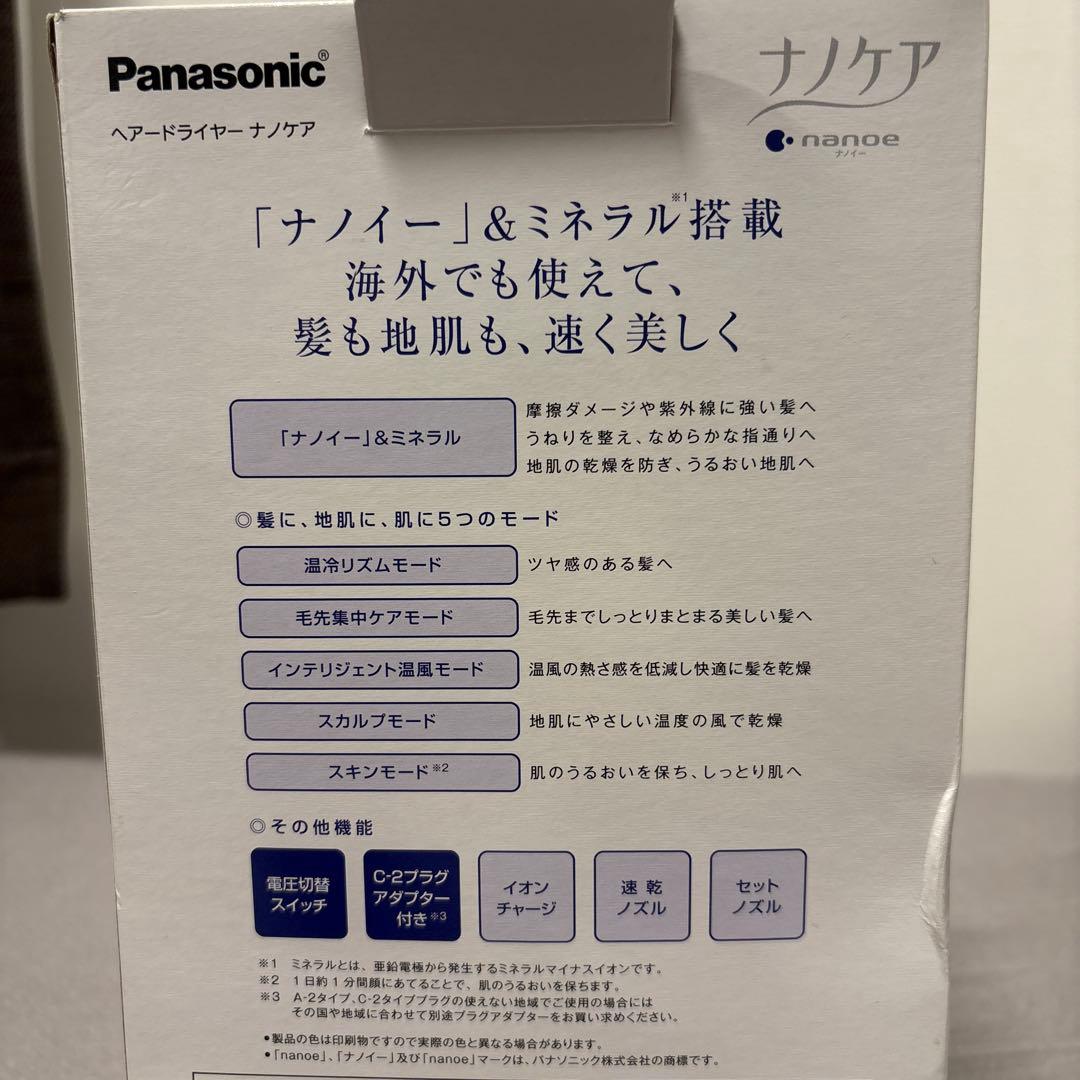 Panasonic®
ヘアードライヤー ナノケア
ナノケア
nanoe
ナノイー
「ナノイー」&ミネラル※1搭載
海外でも使えて、
髪も地肌も、速く美しく
「ナノイー」&ミネラル
摩擦ダメージや紫外線に強い髪へ
うねりを整え、なめらかな指通りへ
地肌の乾燥を防ぎ、うるおい地肌へ
◎髪に、地肌に、肌に5つのモード
温冷リズムモード
ツヤ感のある髪へ
毛先集中ケアモード
毛先までしっとりまとまる美しい髪へ
インテリジェント温風モード
温風の熱さ感を低減し快適に髪を乾燥
スカルプモード
地肌にやさしい温度の風で乾燥
スキンモード※2
肌のうるおいを保ち、しっとり肌へ
◎その他機能
電圧切替
スイッチ
C-2プラグ
アダプター
付き※3
イオン
チャージ
速乾
ノズル
セット
ノズル
※1 ミネラルとは、亜鉛電極から発生するミネラルマイナスイオンです。
※2 1日約1分間顔にあてることで、肌のうるおいを保ちます。
※3 A-2タイプ、C-2タイププラグの使えない地域でご使用の場合には
その国や地域に合わせて別途プラグアダプターをお買い求めください。
●製品の色は印刷物ですので実際の色と異なる場合があります。
●「nanoe」、「ナノイー」及び「nanoe」マークは、パナソニック株式会社の商標です。